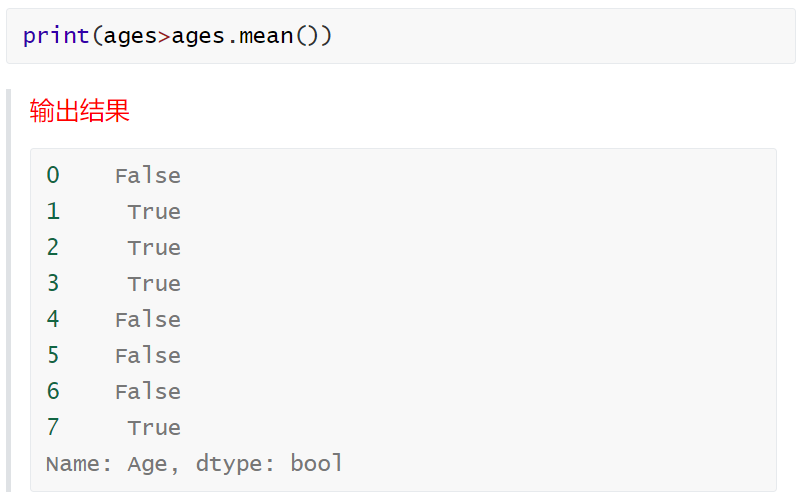 print(ages>ages.mean())
输出结果
0    False
1     True
2     True
3     True
4    False
5    False
6    False
7     True
Name: Age, dtype: bool